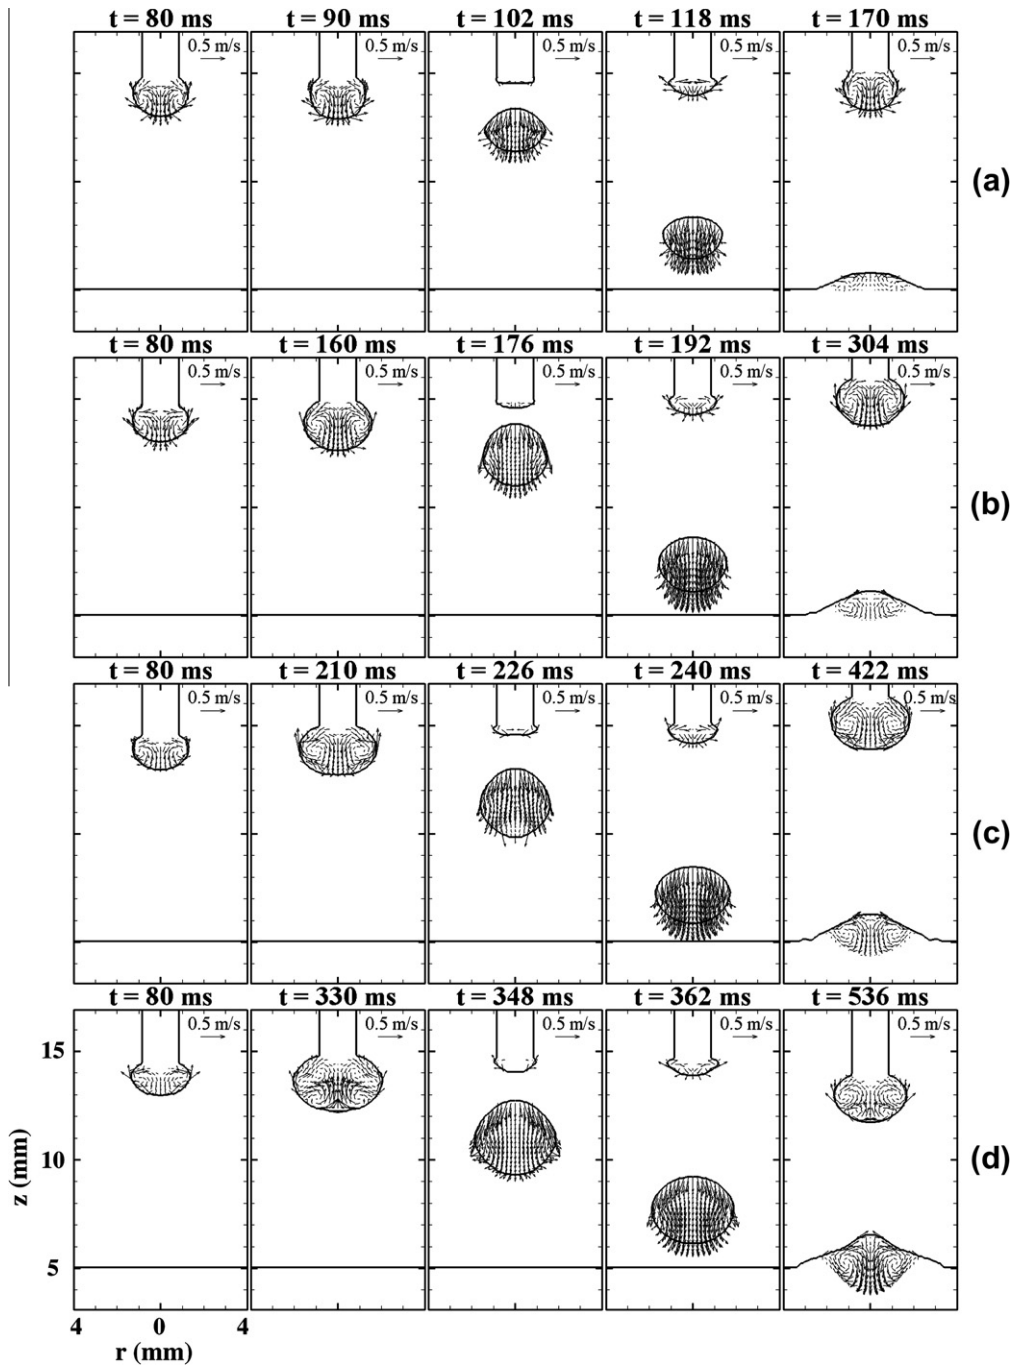 t = 80 ms t = 90 ms t = 102 ms t = 118 ms t = 170 ms
0.5 m/s 0.5 m/s 0.5 m/s 0.5 m/s 0.5 m/s
(a)
t = 80 ms t = 160 ms t = 176 ms t = 192 ms t = 304 ms
0.5 m/s 0.5 m/s 0.5 m/s 0.5 m/s 0.5 m/s
(b)
t = 80 ms t = 210 ms t = 226 ms t = 240 ms t = 422 ms
0.5 m/s 0.5 m/s 0.5 m/s 0.5 m/s 0.5 m/s
(c)
t = 80 ms t = 330 ms t = 348 ms t = 362 ms t = 536 ms
0.5 m/s 0.5 m/s 0.5 m/s 0.5 m/s 0.5 m/s
15
z (mm)
10
(d)
5
4 0 4
r (mm)